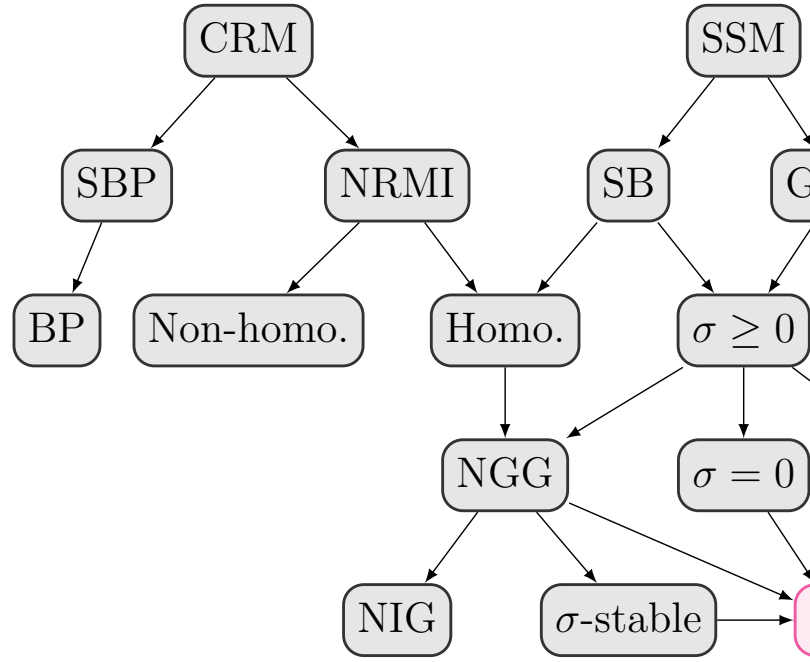 CRM
SSM
SBP
NRMI
SB
G
BP
Non-homo.
Homo.
σ ≥ 0
NGG
σ = 0
NIG
σ-stable